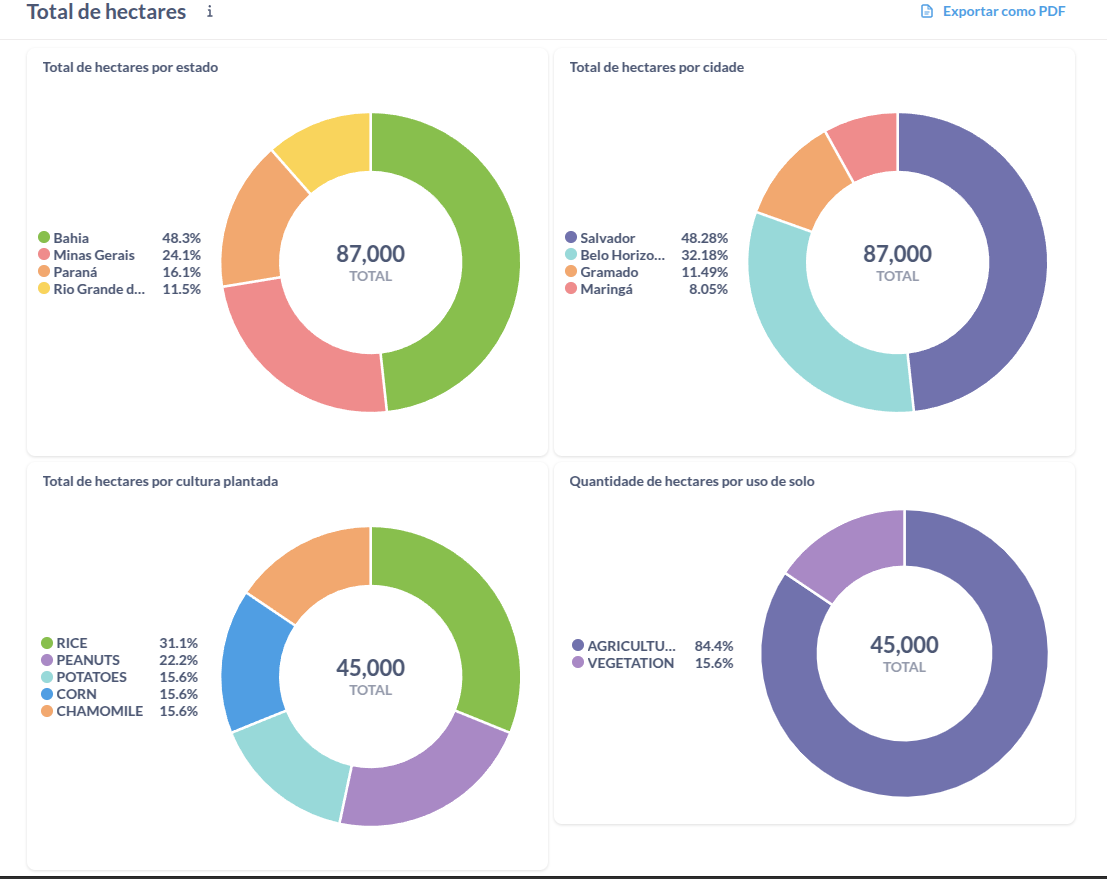 Total de hectares i
Exportar como PDF
Total de hectares por estado
Bahia 48.3%
Minas Gerais 24.1%
Paraná 16.1%
Rio Grande d... 11.5%
87,000
TOTAL
Total de hectares por cidade
Salvador 48.28%
Belo Horizo... 32.18%
Gramado 11.49%
Maringá 8.05%
87,000
TOTAL
Total de hectares por cultura plantada
RICE 31.1%
PEANUTS 22.2%
POTATOES 15.6%
CORN 15.6%
CHAMOMILE 15.6%
45,000
TOTAL
Quantidade de hectares por uso de solo
AGRICULTU... 84.4%
VEGETATION 15.6%
45,000
TOTAL